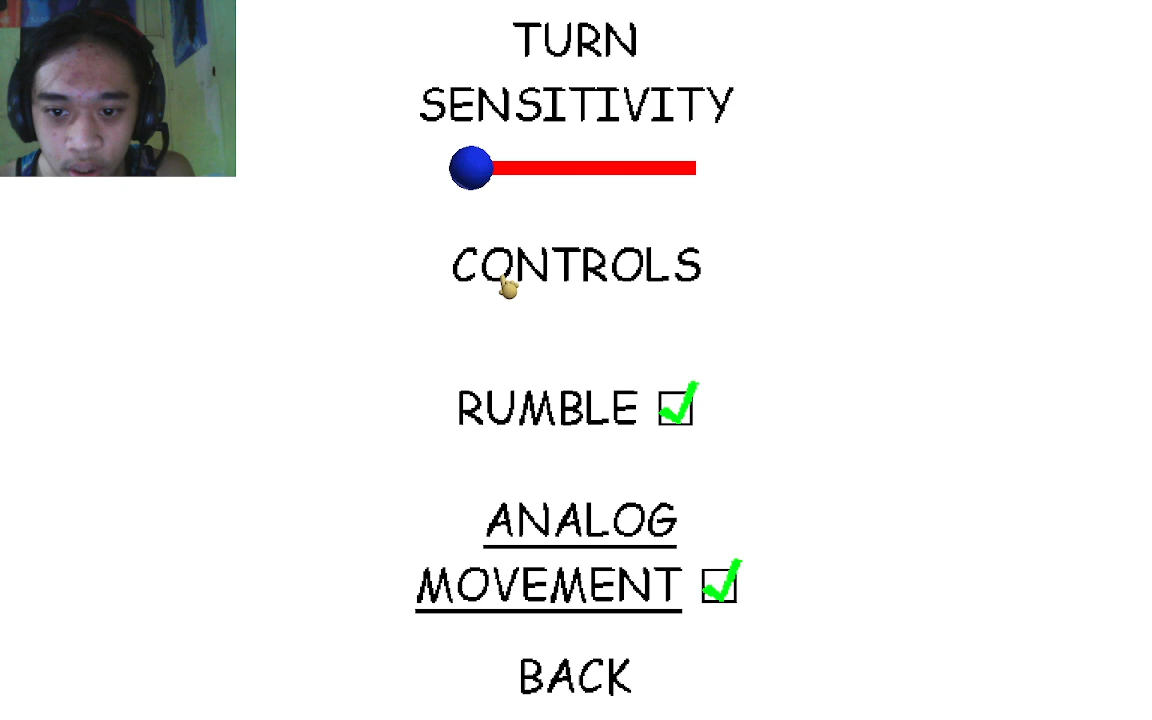 TURN
SENSITIVITY
CONTROLS
RUMBLE
ANALOG
MOVEMENT
BACK